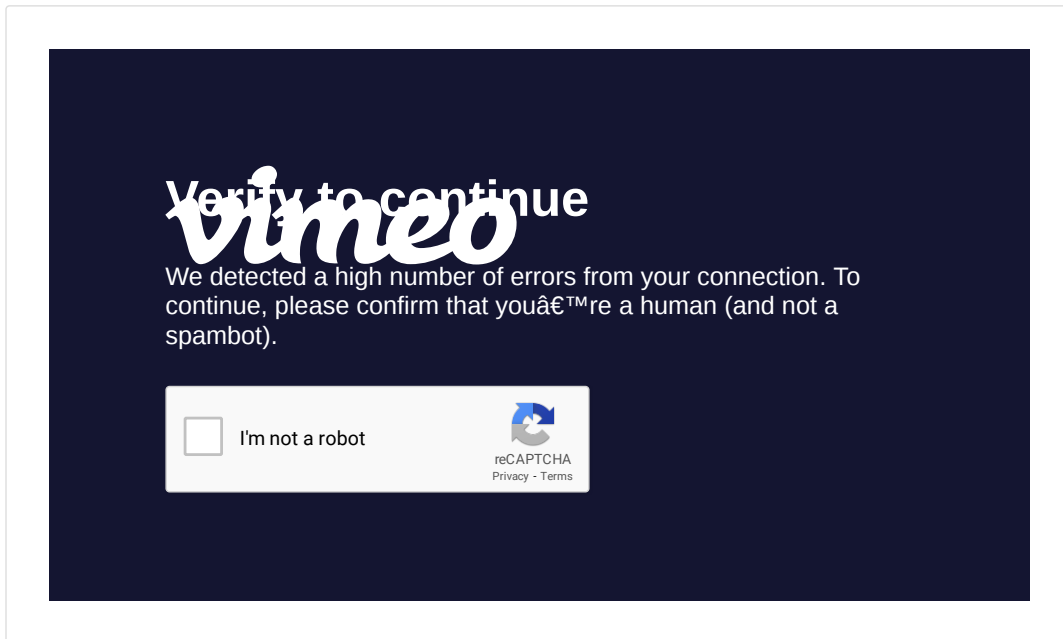 Verify to continue
vimeo
We detected a high number of errors from your connection. To
continue, please confirm that youâ€™re a human (and not a
spambot).
I'm not a robot
reCAPTCHA
Privacy - Terms